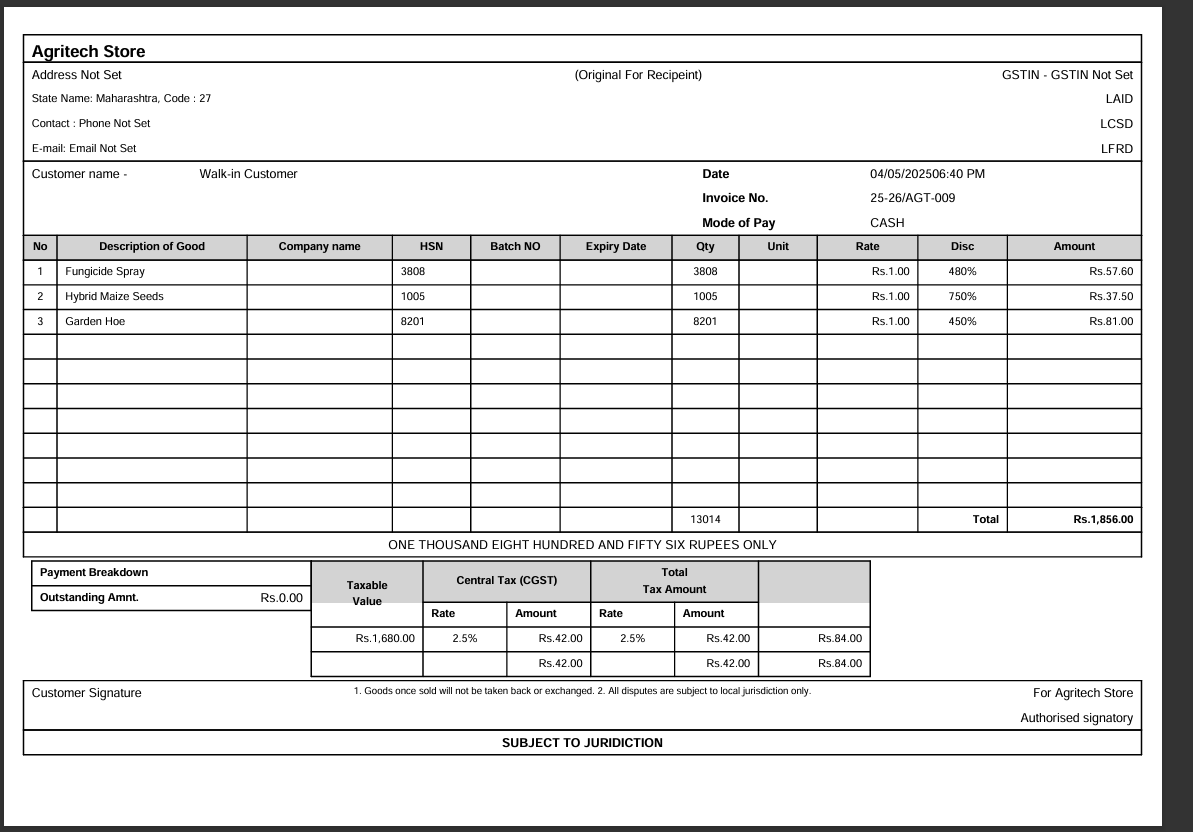 Agritech Store
Address Not Set (Original For Recipeint) GSTIN - GSTIN Not Set
State Name: Maharashtra, Code : 27 LAID
Contact : Phone Not Set LCSD
E-mail: Email Not Set LFRD
Customer name - Walk-in Customer Date 04/05/202506:40 PM
Invoice No. 25-26/AGT-009
Mode of Pay CASH
No Description of Good Company name HSN Batch NO Expiry Date Qty Unit Rate Disc Amount
1 Fungicide Spray 3808 3808 Rs.1.00 480% Rs.57.60
2 Hybrid Maize Seeds 1005 1005 Rs.1.00 750% Rs.37.50
3 Garden Hoe 8201 8201 Rs.1.00 450% Rs.81.00
13014 Total Rs.1,856.00
ONE THOUSAND EIGHT HUNDRED AND FIFTY SIX RUPEES ONLY
Payment Breakdown
Outstanding Amnt. Rs.0.00
Taxable
Value
Central Tax (CGST)
Total
Tax Amount
Rate Amount Rate Amount
Rs.1,680.00 2.5% Rs.42.00 2.5% Rs.42.00 Rs.84.00
Rs.42.00 Rs.42.00 Rs.84.00
Customer Signature 1. Goods once sold will not be taken back or exchanged. 2. All disputes are subject to local jurisdiction only. For Agritech Store
Authorised signatory
SUBJECT TO JURIDICTION